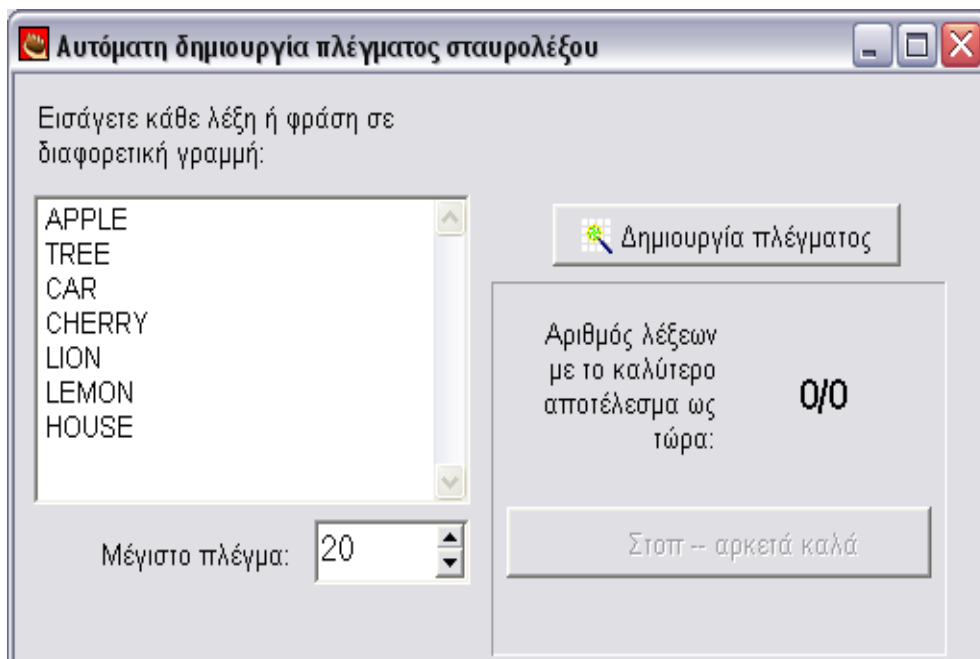 Αυτόματη δημιουργία πλέγματος σταυρολέξου
Εισάγετε κάθε λέξη ή φράση σε
διαφορετική γραμμή:
APPLE
TREE
CAR
CHERRY
LION
LEMON
HOUSE
Μέγιστο πλέγμα:
20
Δημιουργία πλέγματος
Αριθμός λέξεων
με το καλύτερο
αποτέλεσμα ως
τώρα:
0/0
Στοπ -- αρκετά καλά